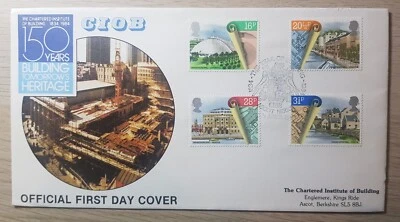 THE CHARTERED INSTITUTE
OF BUILDING 1834 1984
150
YEARS
BUILDING
TOMORROW'S
HERITAGE
CIOB
16P
20½P
28P
31P
OFFICIAL FIRST DAY COVER
The Chartered Institute of Building
Englemere, Kings Ride
Ascot, Berkshire SL5 8BJ